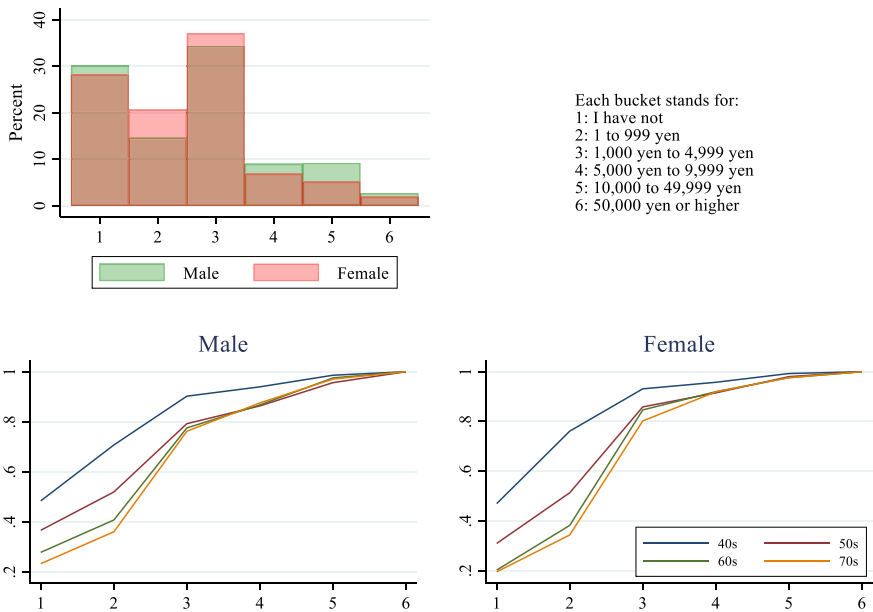 40
30
20
10
0
Percent
1 2 3 4 5 6
Male Female
Each bucket stands for:
1: I have not
2: 1 to 999 yen
3: 1,000 yen to 4,999 yen
4: 5,000 yen to 9,999 yen
5: 10,000 to 49,999 yen
6: 50,000 yen or higher
Male
1
.8
.6
.4
.2
1 2 3 4 5 6
Female
1
.8
.6
.4
.2
40s 50s
60s 70s
1 2 3 4 5 6